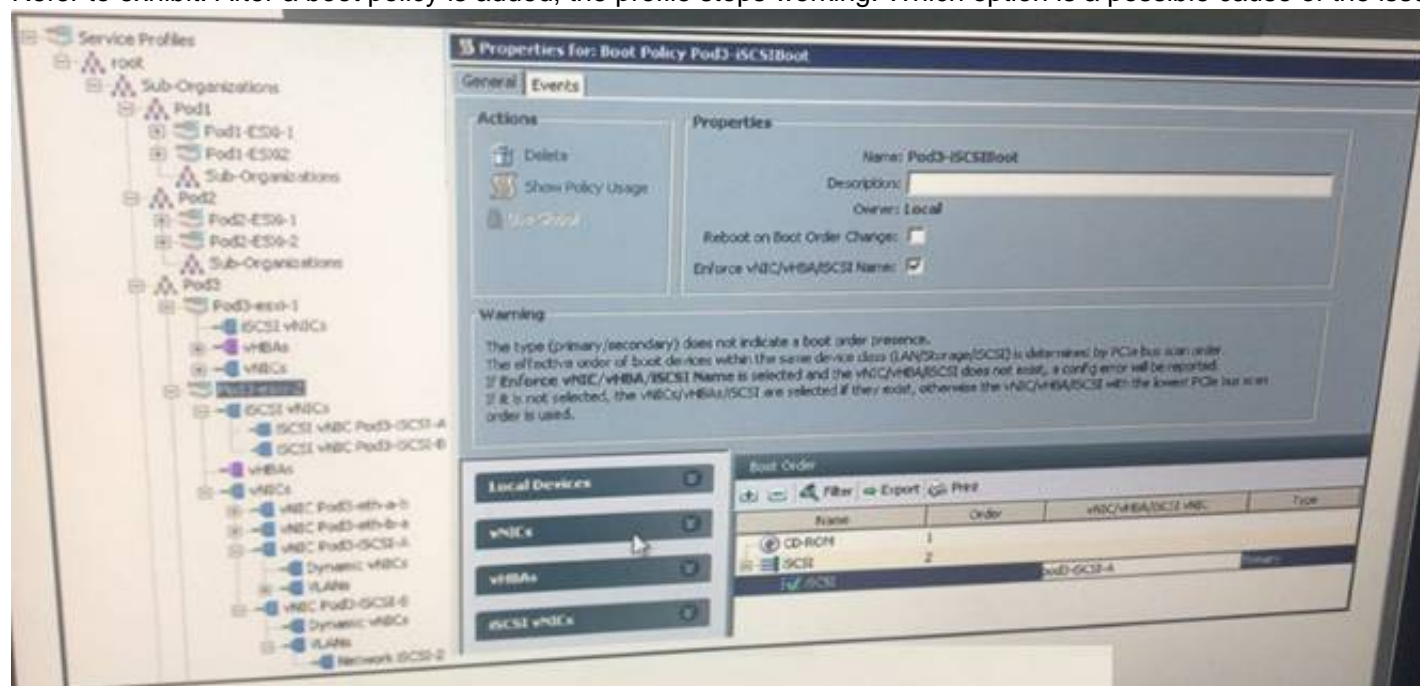 Refer to exhibit. After a boot policy is added, the profile stops working. Which option is a possible cause of the
Service Profiles
root
Sub-Organizations
Pod1
Pod1-ESXi-1
Pod1-ESXi2
Sub-Organizations
Pod2
Pod2-ESXi-1
Pod2-ESXi-2
Sub-Organizations
Pod3
Pod3-esxi-1
iSCSI vNICs
vHBAs
vNICs
Pod3-esxi-2
iSCSI vNICs
iSCSI vNIC Pod3-iSCSI-A
iSCSI vNIC Pod3-iSCSI-B
vHBAs
vNICs
vNIC Pod3-eth-a-b
vNIC Pod3-eth-b-a
vNIC Pod3-iSCSI-A
Dynamic vNICs
VLANs
vNIC Pod3-iSCSI-B
Dynamic vNICs
VLANs
Network iSCSI-2
Properties for: Boot Policy Pod3-iSCSIBoot
General Events
Actions
Delete
Show Policy Usage
Use Global
Properties
Name: Pod3-iSCSIBoot
Description:
Owner: Local
Reboot on Boot Order Change:
Enforce vNIC/vHBA/iSCSI Name:
Warning
The type (primary/secondary) does not indicate a boot order presence.
The effective order of boot devices within the same device class (LAN/Storage/iSCSI) is determined by PCIe bus scan order.
If Enforce vNIC/vHBA/iSCSI Name is selected and the vNIC/vHBA/iSCSI does not exist, a config error will be reported.
If it is not selected, the vNICs/vHBAs/iSCSI are selected if they exist, otherwise the vNIC/vHBA/iSCSI with the lowest PCIe bus scan
order is used.
Local Devices
vNICs
vHBAs
iSCSI vNICs
Boot Order
Filter Export Print
Name Order vNIC/vHBA/iSCSI vNIC Type
CD-ROM 1
iSCSI 2
iSCSI pod3-iSCSI-A Primary